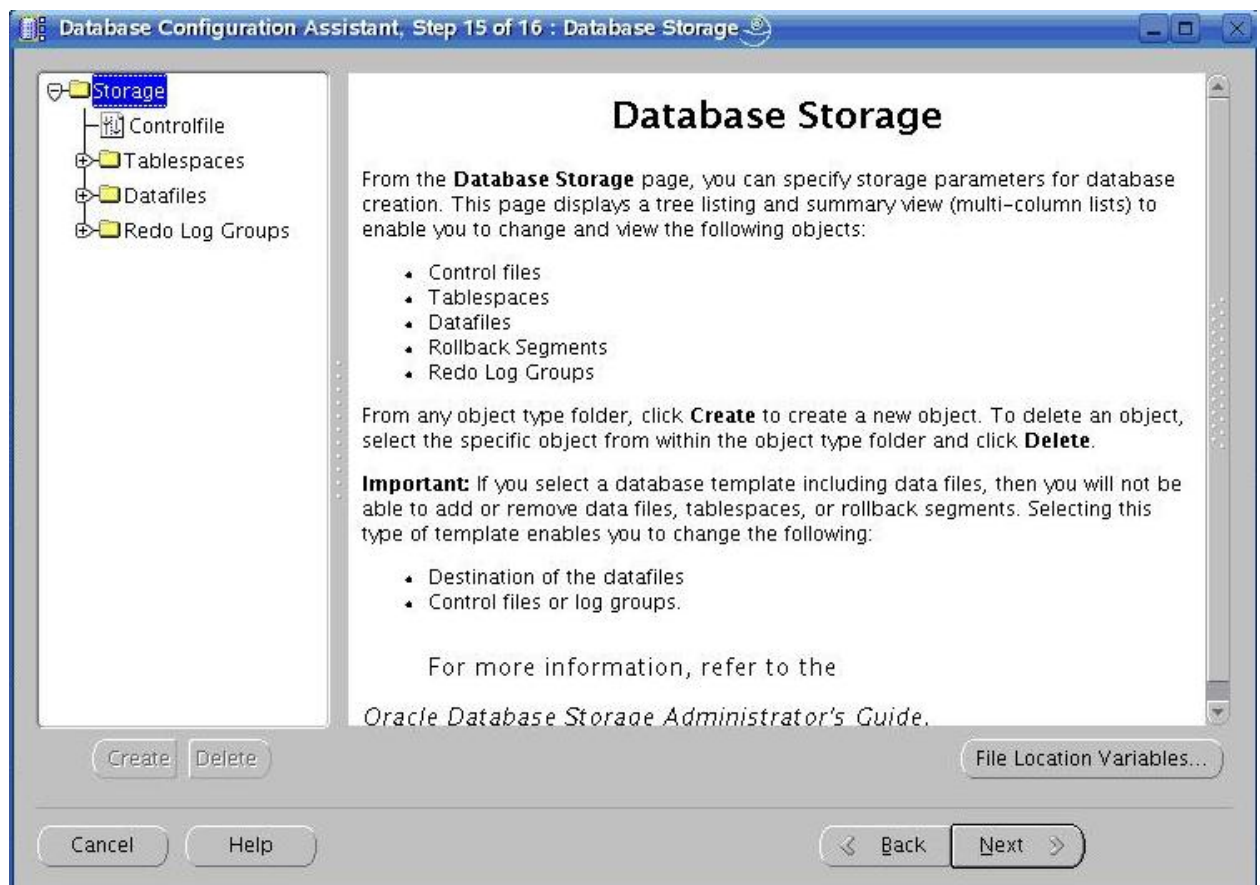 Database Configuration Assistant, Step 15 of 16 : Database Storage
Storage
Controlfile
Tablespaces
Datafiles
Redo Log Groups
Database Storage
From the Database Storage page, you can specify storage parameters for database
creation. This page displays a tree listing and summary view (multi-column lists) to
enable you to change and view the following objects:
• Control files
• Tablespaces
• Datafiles
• Rollback Segments
• Redo Log Groups
From any object type folder, click Create to create a new object. To delete an object,
select the specific object from within the object type folder and click Delete.
Important: If you select a database template including data files, then you will not be
able to add or remove data files, tablespaces, or rollback segments. Selecting this
type of template enables you to change the following:
• Destination of the datafiles
• Control files or log groups.
For more information, refer to the
Oracle Database Storage Administrator's Guide.
Create Delete
File Location Variables...
Cancel Help Back Next